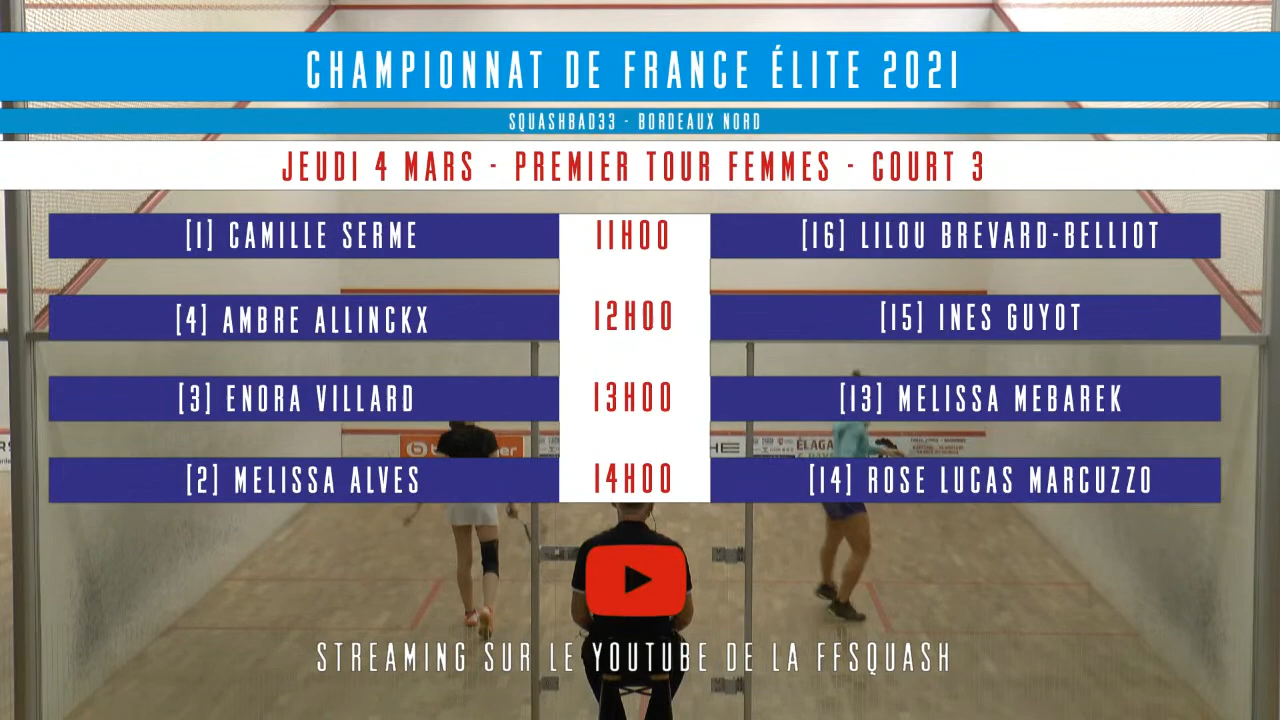 CHAMPIONNAT DE FRANCE ÉLITE 2021
SQUASHBAD33 - BORDEAUX NORD
JEUDI 4 MARS - PREMIER TOUR FEMMES - COURT 3
[1] CAMILLE SERME 11H00 [16] LILOU BREVARD-BELLIOT
[4] AMBRE ALLINCKX 12H00 [15] INES GUYOT
[3] ENORA VILLARD 13H00 [13] MELISSA MEBAREK
[2] MELISSA ALVES 14H00 [14] ROSE LUCAS MARCUZZO
STREAMING SUR LE YOUTUBE DE LA FFSQUASH